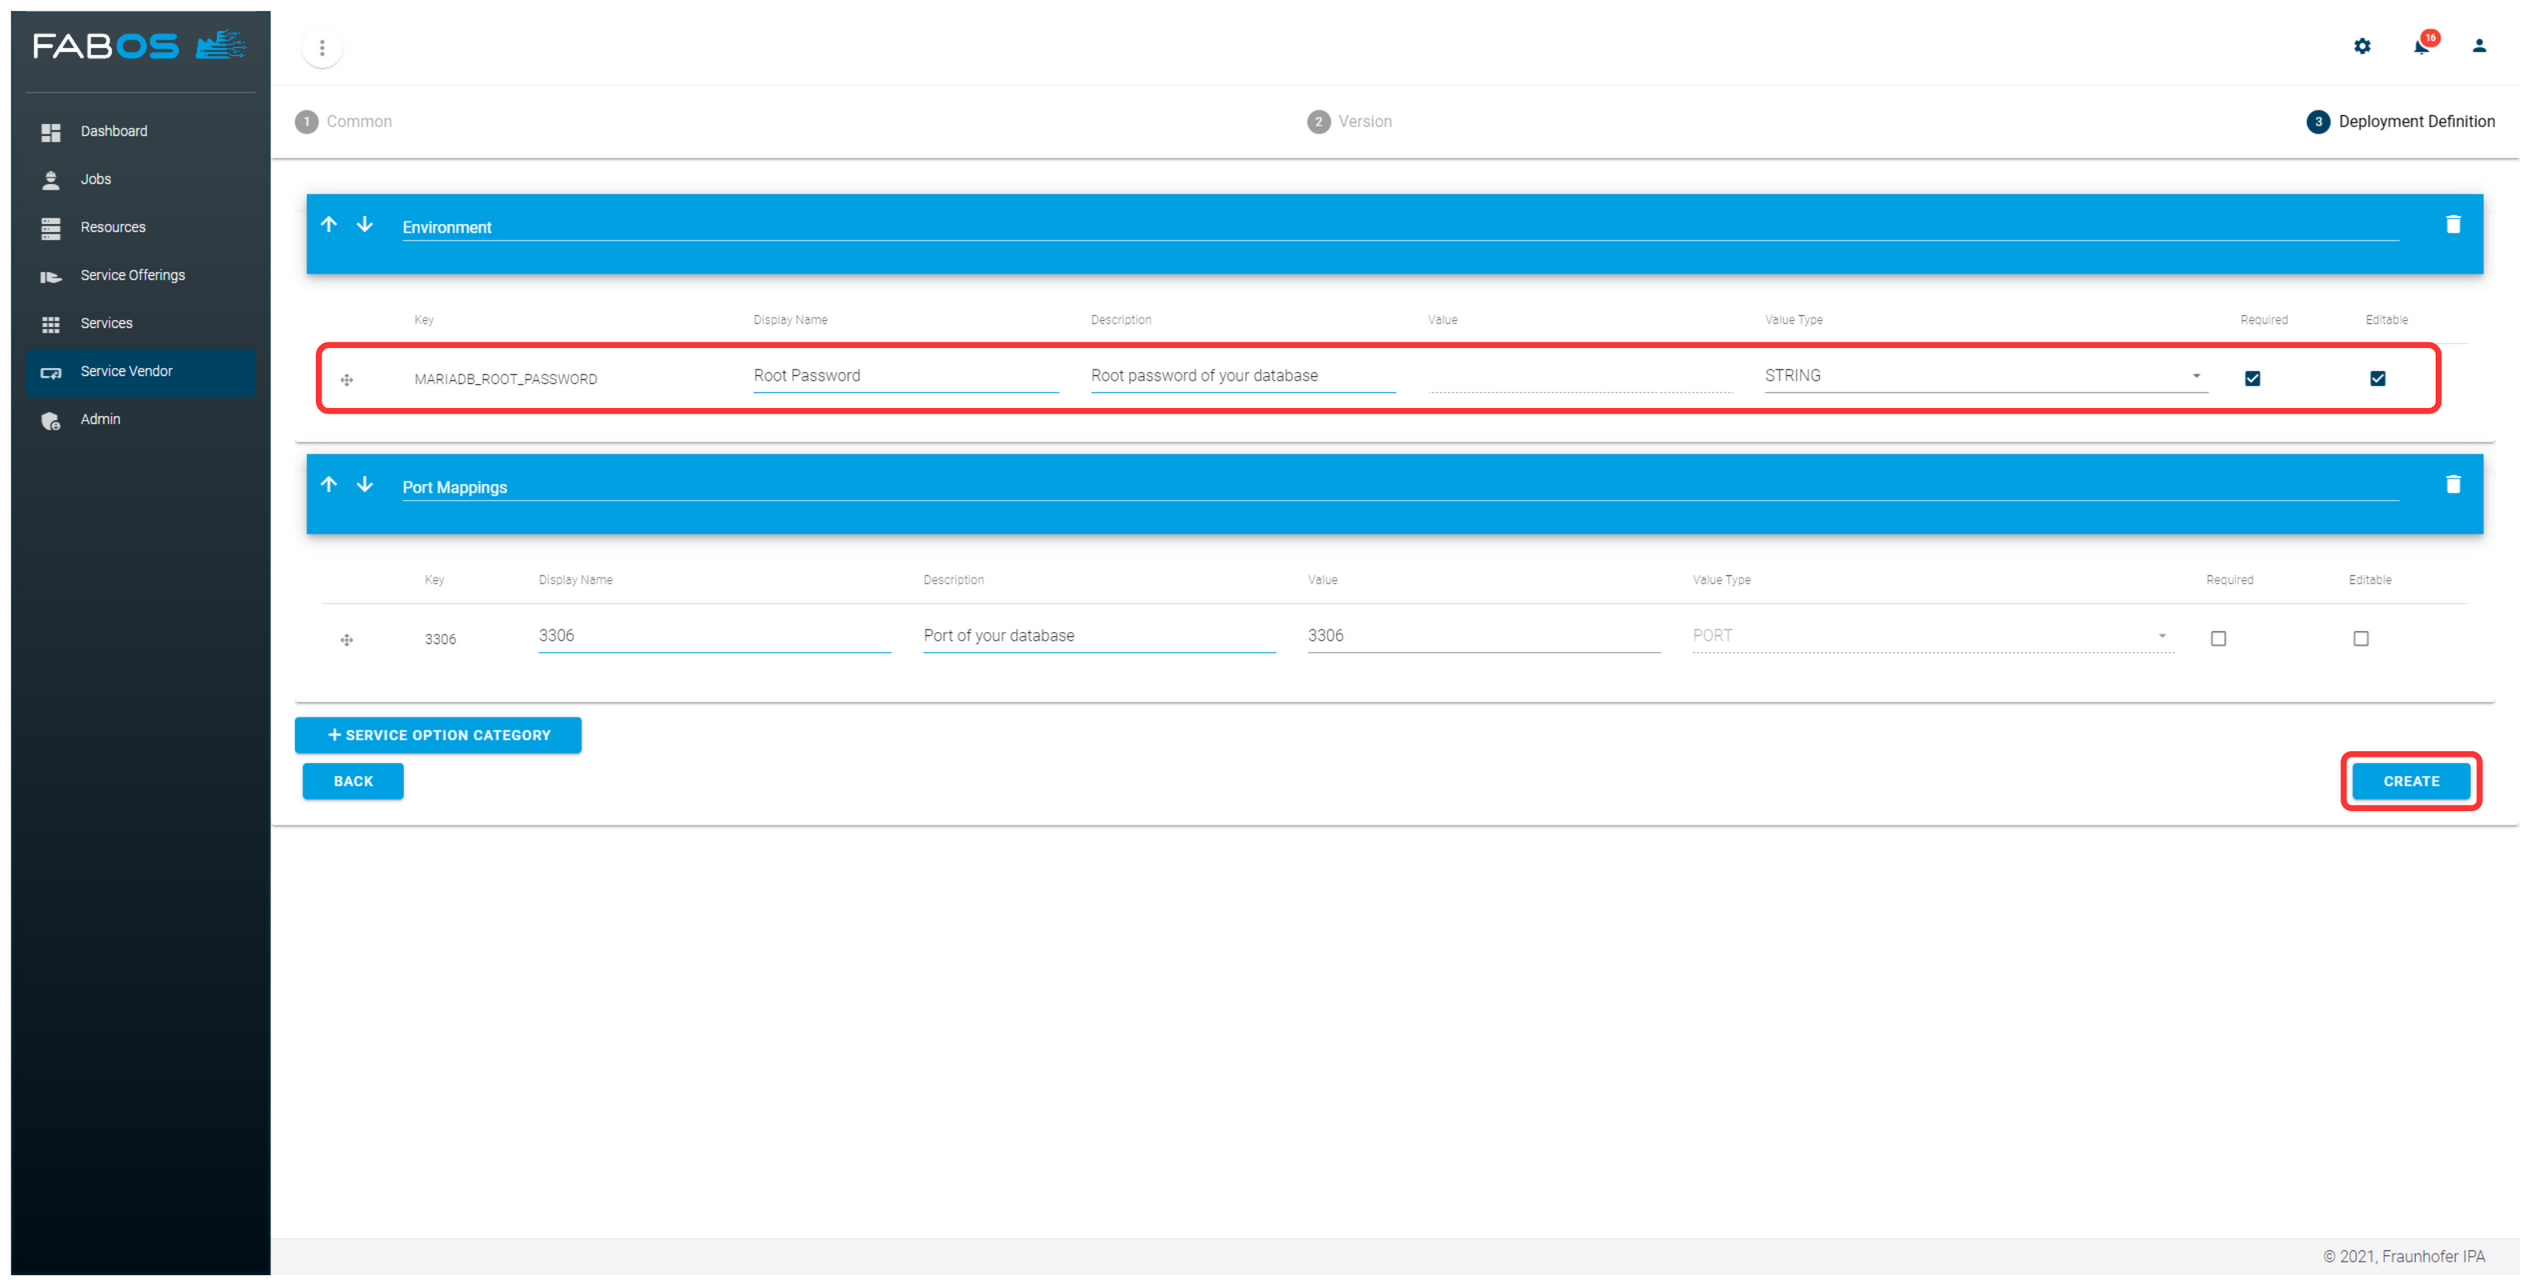 FABOS
16
Dashboard
Jobs
Resources
Service Offerings
Services
Service Vendor
Admin
1 Common
2 Version
3 Deployment Definition
Environment
Key Display Name Description Value Value Type Required Editable
MARIADB_ROOT_PASSWORD Root Password Root password of your database STRING
Port Mappings
Key Display Name Description Value Value Type Required Editable
3306 3306 Port of your database 3306 PORT
+ SERVICE OPTION CATEGORY
BACK
CREATE
© 2021, Fraunhofer IPA